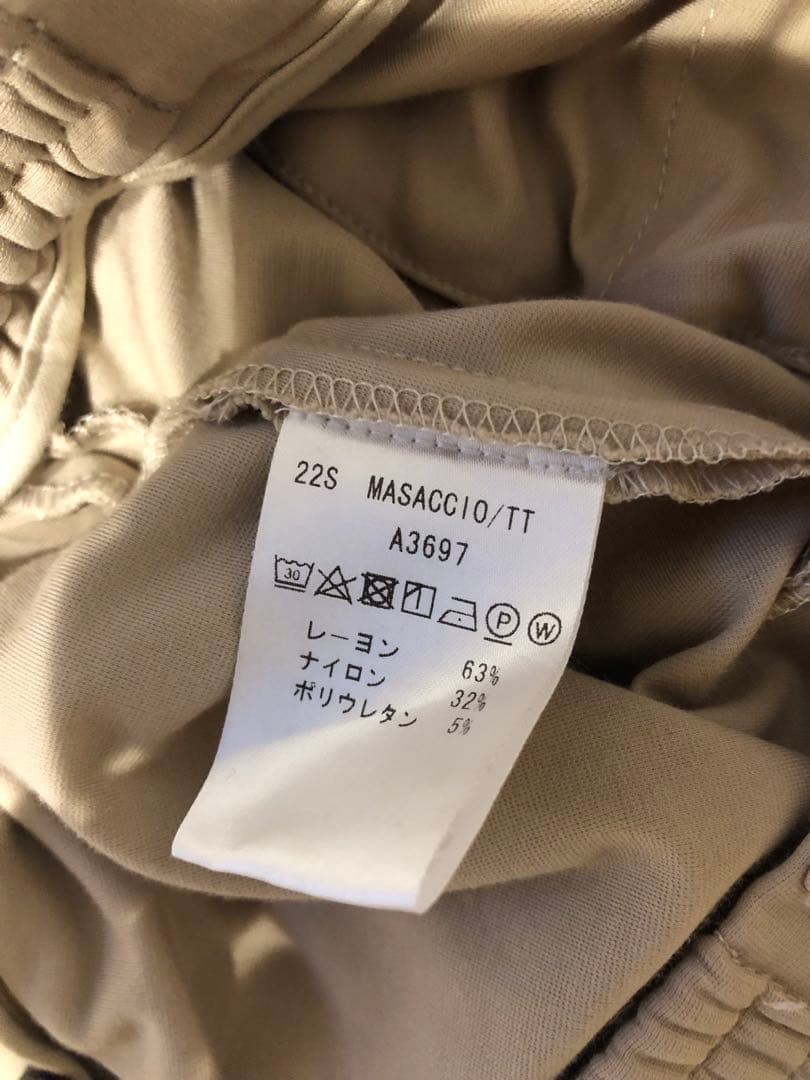 22S MASACCIO/TT
A3697
30 P W
レーヨン 63%
ナイロン 32%
ポリウレタン 5%